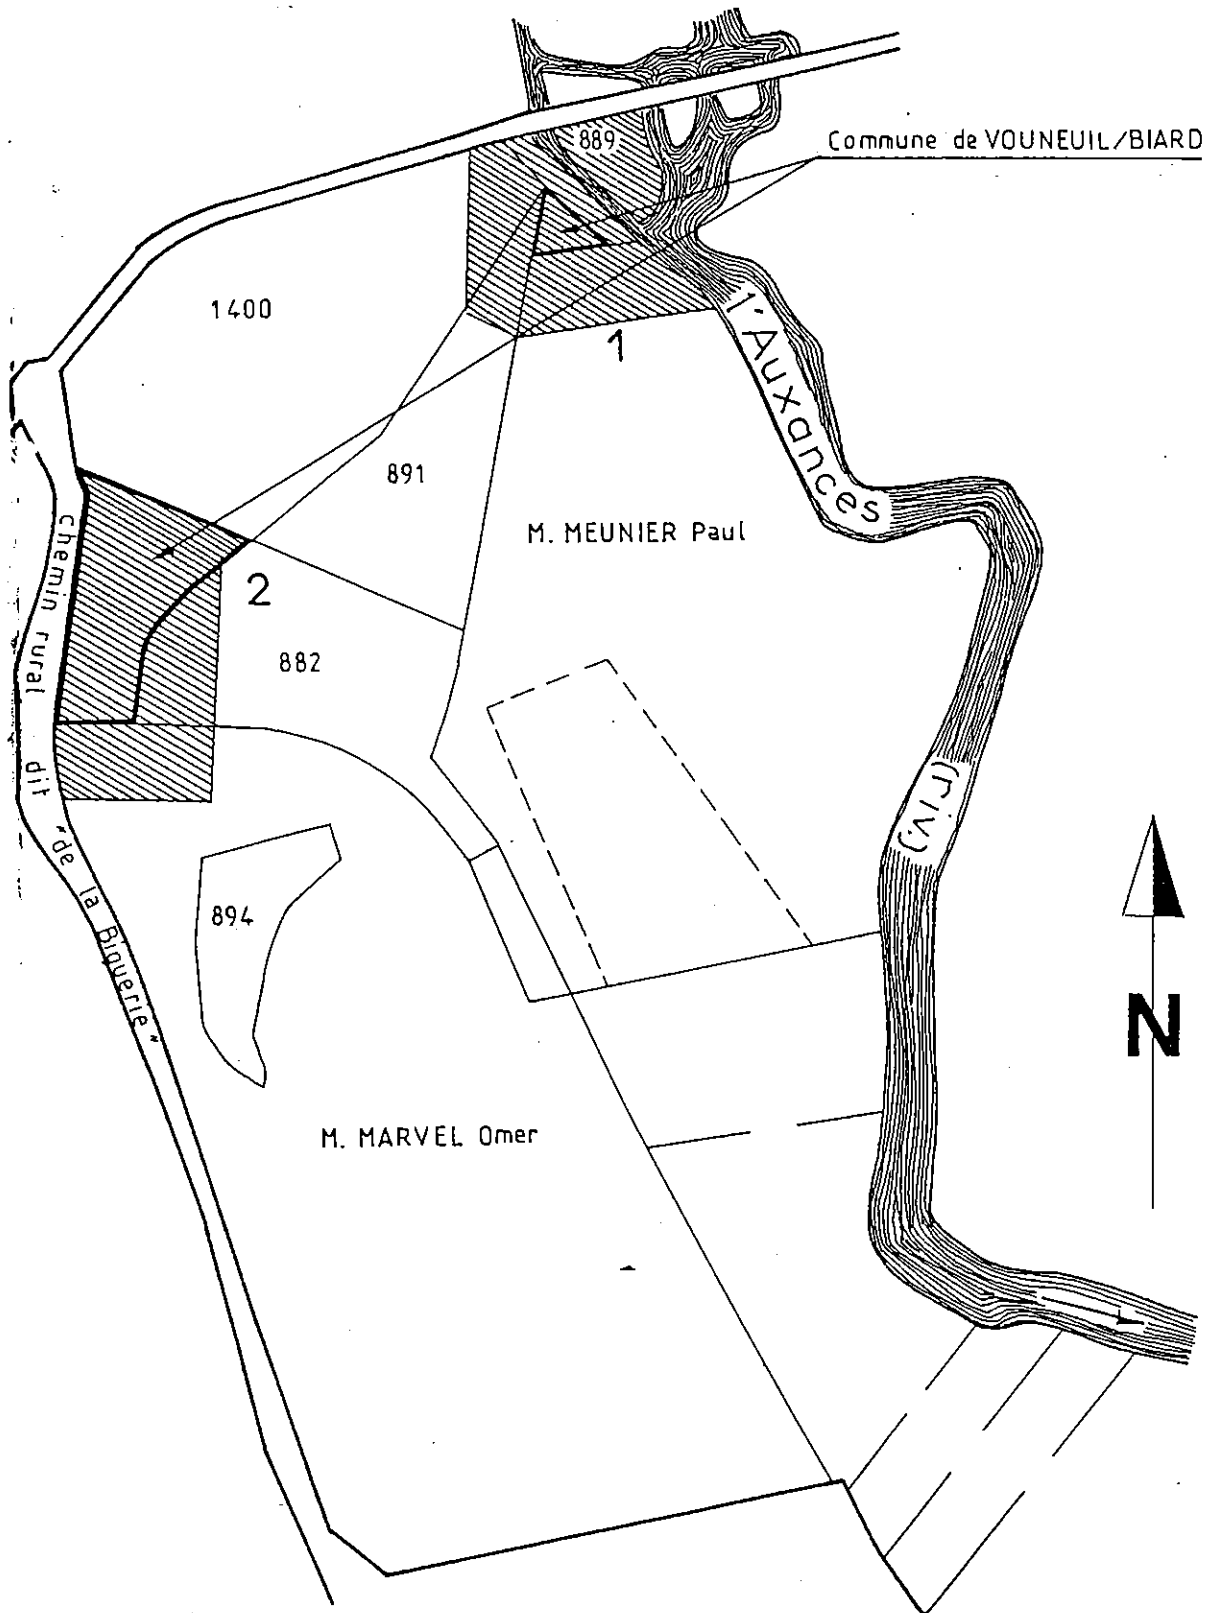 889
Commune de VOUNEUIL/BIARD
1400
1
l'Auxances
891
M. MEUNIER Paul
chemin rural dit "de la Biquerie"
2
882
(riv.)
894
N
M. MARVEL Omer